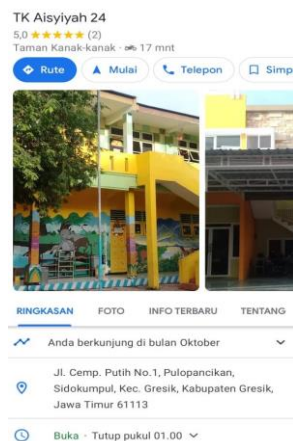 TK Aisyiyah 24
5,0 ★★★★★ (2)
Taman Kanak-kanak · 17 mnt
Rute Mulai Telepon Simp
RINGKASAN FOTO INFO TERBARU TENTANG
Anda berkunjung di bulan Oktober
Jl. Cemp. Putih No.1, Pulopancikan,
Sidokumpul, Kec. Gresik, Kabupaten Gresik,
Jawa Timur 61113
Buka · Tutup pukul 01.00